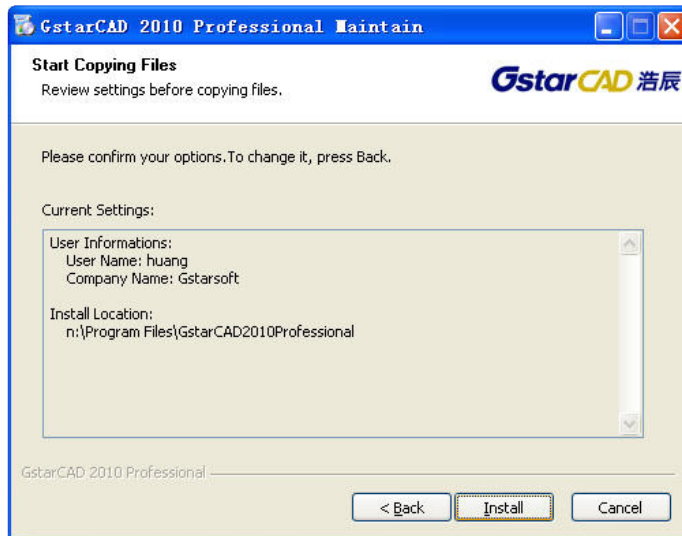 GstarCAD 2010 Professional Maintain
Start Copying Files
Review settings before copying files.
GstarCAD 浩辰
Please confirm your options.To change it, press Back.
Current Settings:
User Informations:
User Name: huang
Company Name: Gstarsoft
Install Location:
n:\Program Files\GstarCAD2010Professional
GstarCAD 2010 Professional
< Back
Install
Cancel